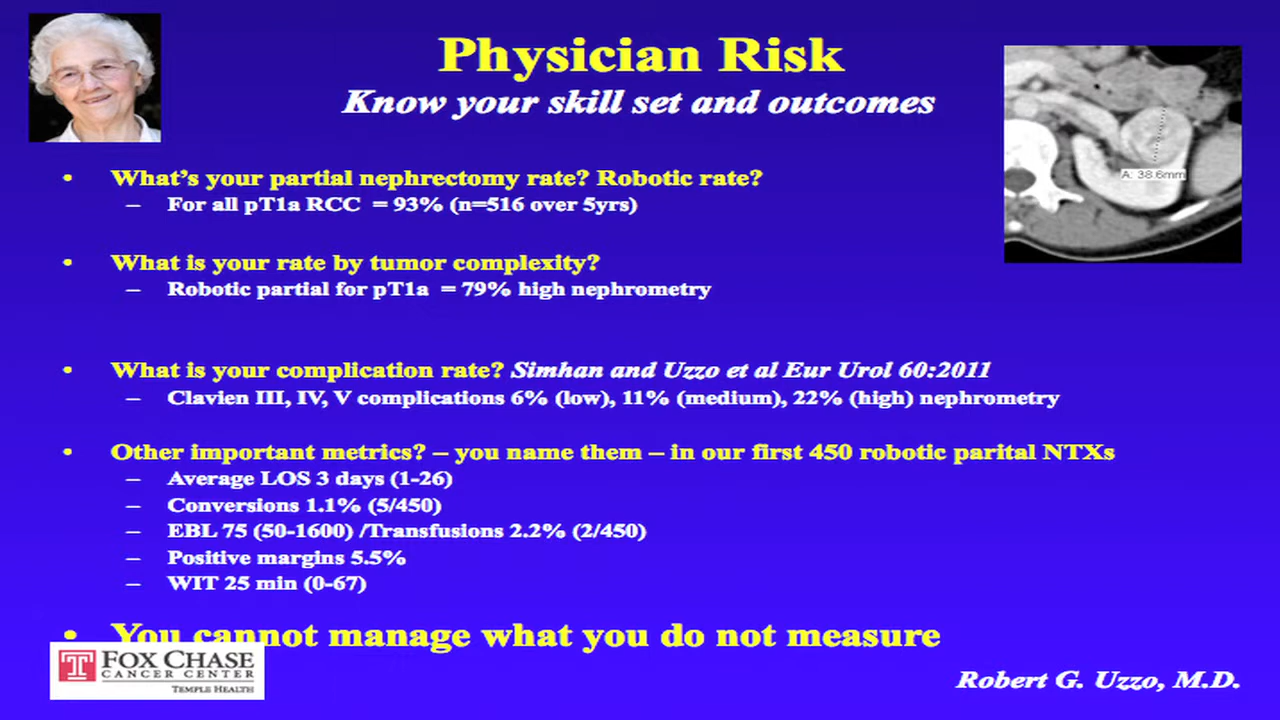 Physician Risk
Know your skill set and outcomes
A: 38.6mm
• What's your partial nephrectomy rate? Robotic rate?
– For all pT1a RCC = 93% (n=516 over 5yrs)
• What is your rate by tumor complexity?
– Robotic partial for pT1a = 79% high nephrometry
• What is your complication rate? Simhan and Uzzo et al Eur Urol 60:2011
– Clavien III, IV, V complications 6% (low), 11% (medium), 22% (high) nephrometry
• Other important metrics? – you name them – in our first 450 robotic parital NTXs
– Average LOS 3 days (1-26)
– Conversions 1.1% (5/450)
– EBL 75 (50-1600) /Transfusions 2.2% (2/450)
– Positive margins 5.5%
– WIT 25 min (0-67)
• You cannot manage what you do not measure
FOX CHASE
CANCER CENTER
TEMPLE HEALTH
Robert G. Uzzo, M.D.